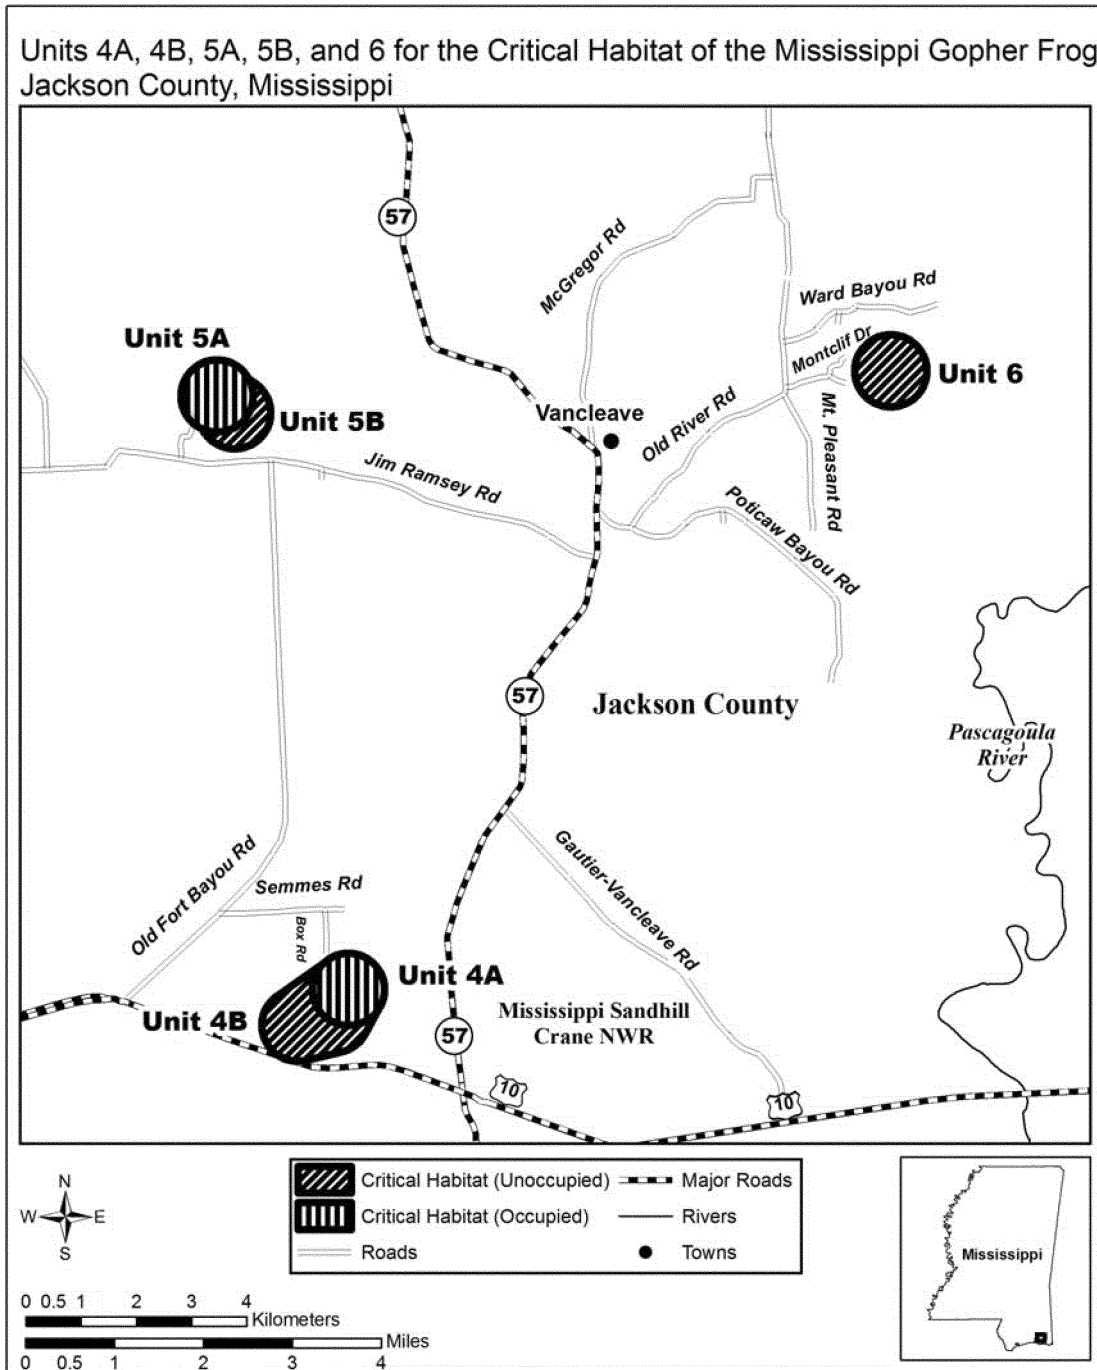 Units 4A, 4B, 5A, 5B, and 6 for the Critical Habitat of the Mississippi Gopher Frog
Jackson County, Mississippi
57
McGregor Rd
Ward Bayou Rd
Unit 5A
Montclif Dr
Unit 6
Vancleave
Unit 5B
Old River Rd
Mt. Pleasant Rd
Jim Ramsey Rd
Poticaw Bayou Rd
57
Jackson County
Pascagoula
River
Old Fort Bayou Rd
Semmes Rd
Gautier-Vancleave Rd
Box Rd
Unit 4A
Unit 4B
Mississippi Sandhill
Crane NWR
57
10
10
N
W E
S
Critical Habitat (Unoccupied)
Major Roads
Critical Habitat (Occupied)
Rivers
Roads
Towns
Mississippi
0 0.5 1 2 3 4
Kilometers
Miles
0 0.5 1 2 3 4